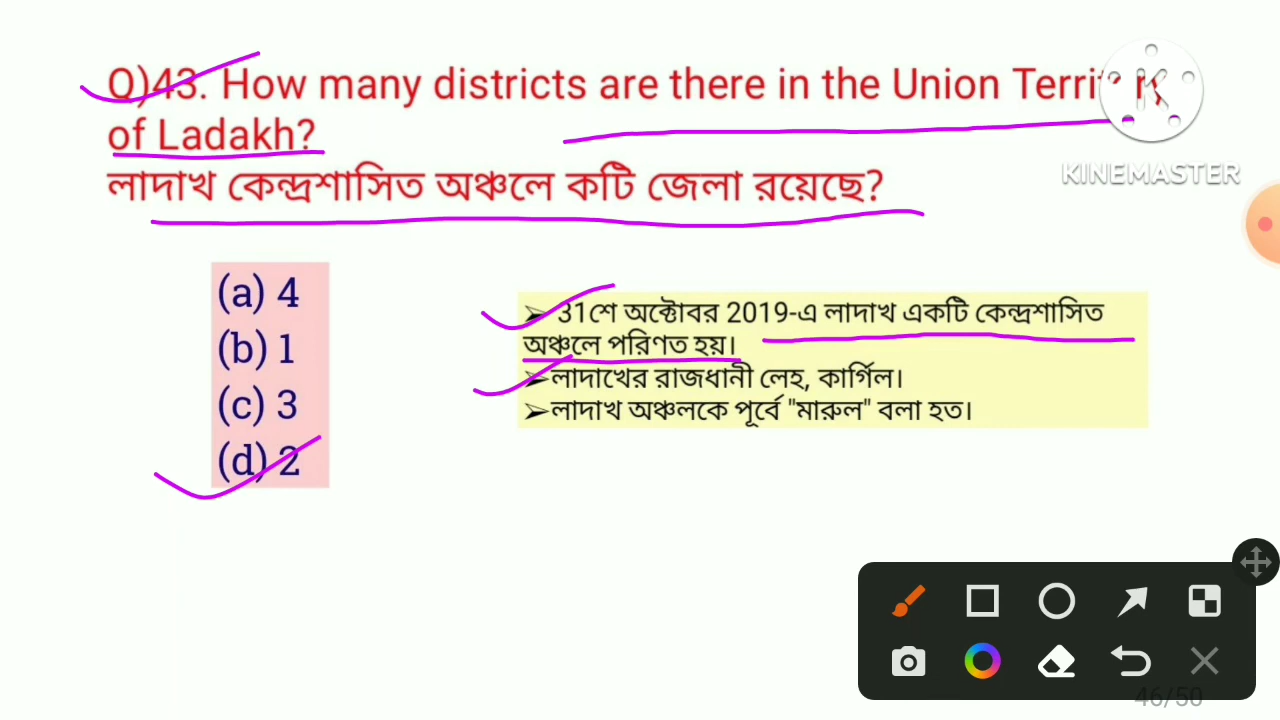 Q)43. How many districts are there in the Union
of Ladakh?
লাদাখ কেন্দ্রশাসিত অঞ্চলে কটি জেলা রয়েছে?
K
KINEMASTER
(a) 4
(b) 1
(c) 3
(d) 2
➢ 31শে অক্টোবর 2019-এ লাদাখ একটি কেন্দ্রশাসিত
অঞ্চলে পরিণত হয়।
➢লাদাখের রাজধানী লেহ, কার্গিল।
➢লাদাখ অঞ্চলকে পূর্বে "মারুল" বলা হত।
46/50